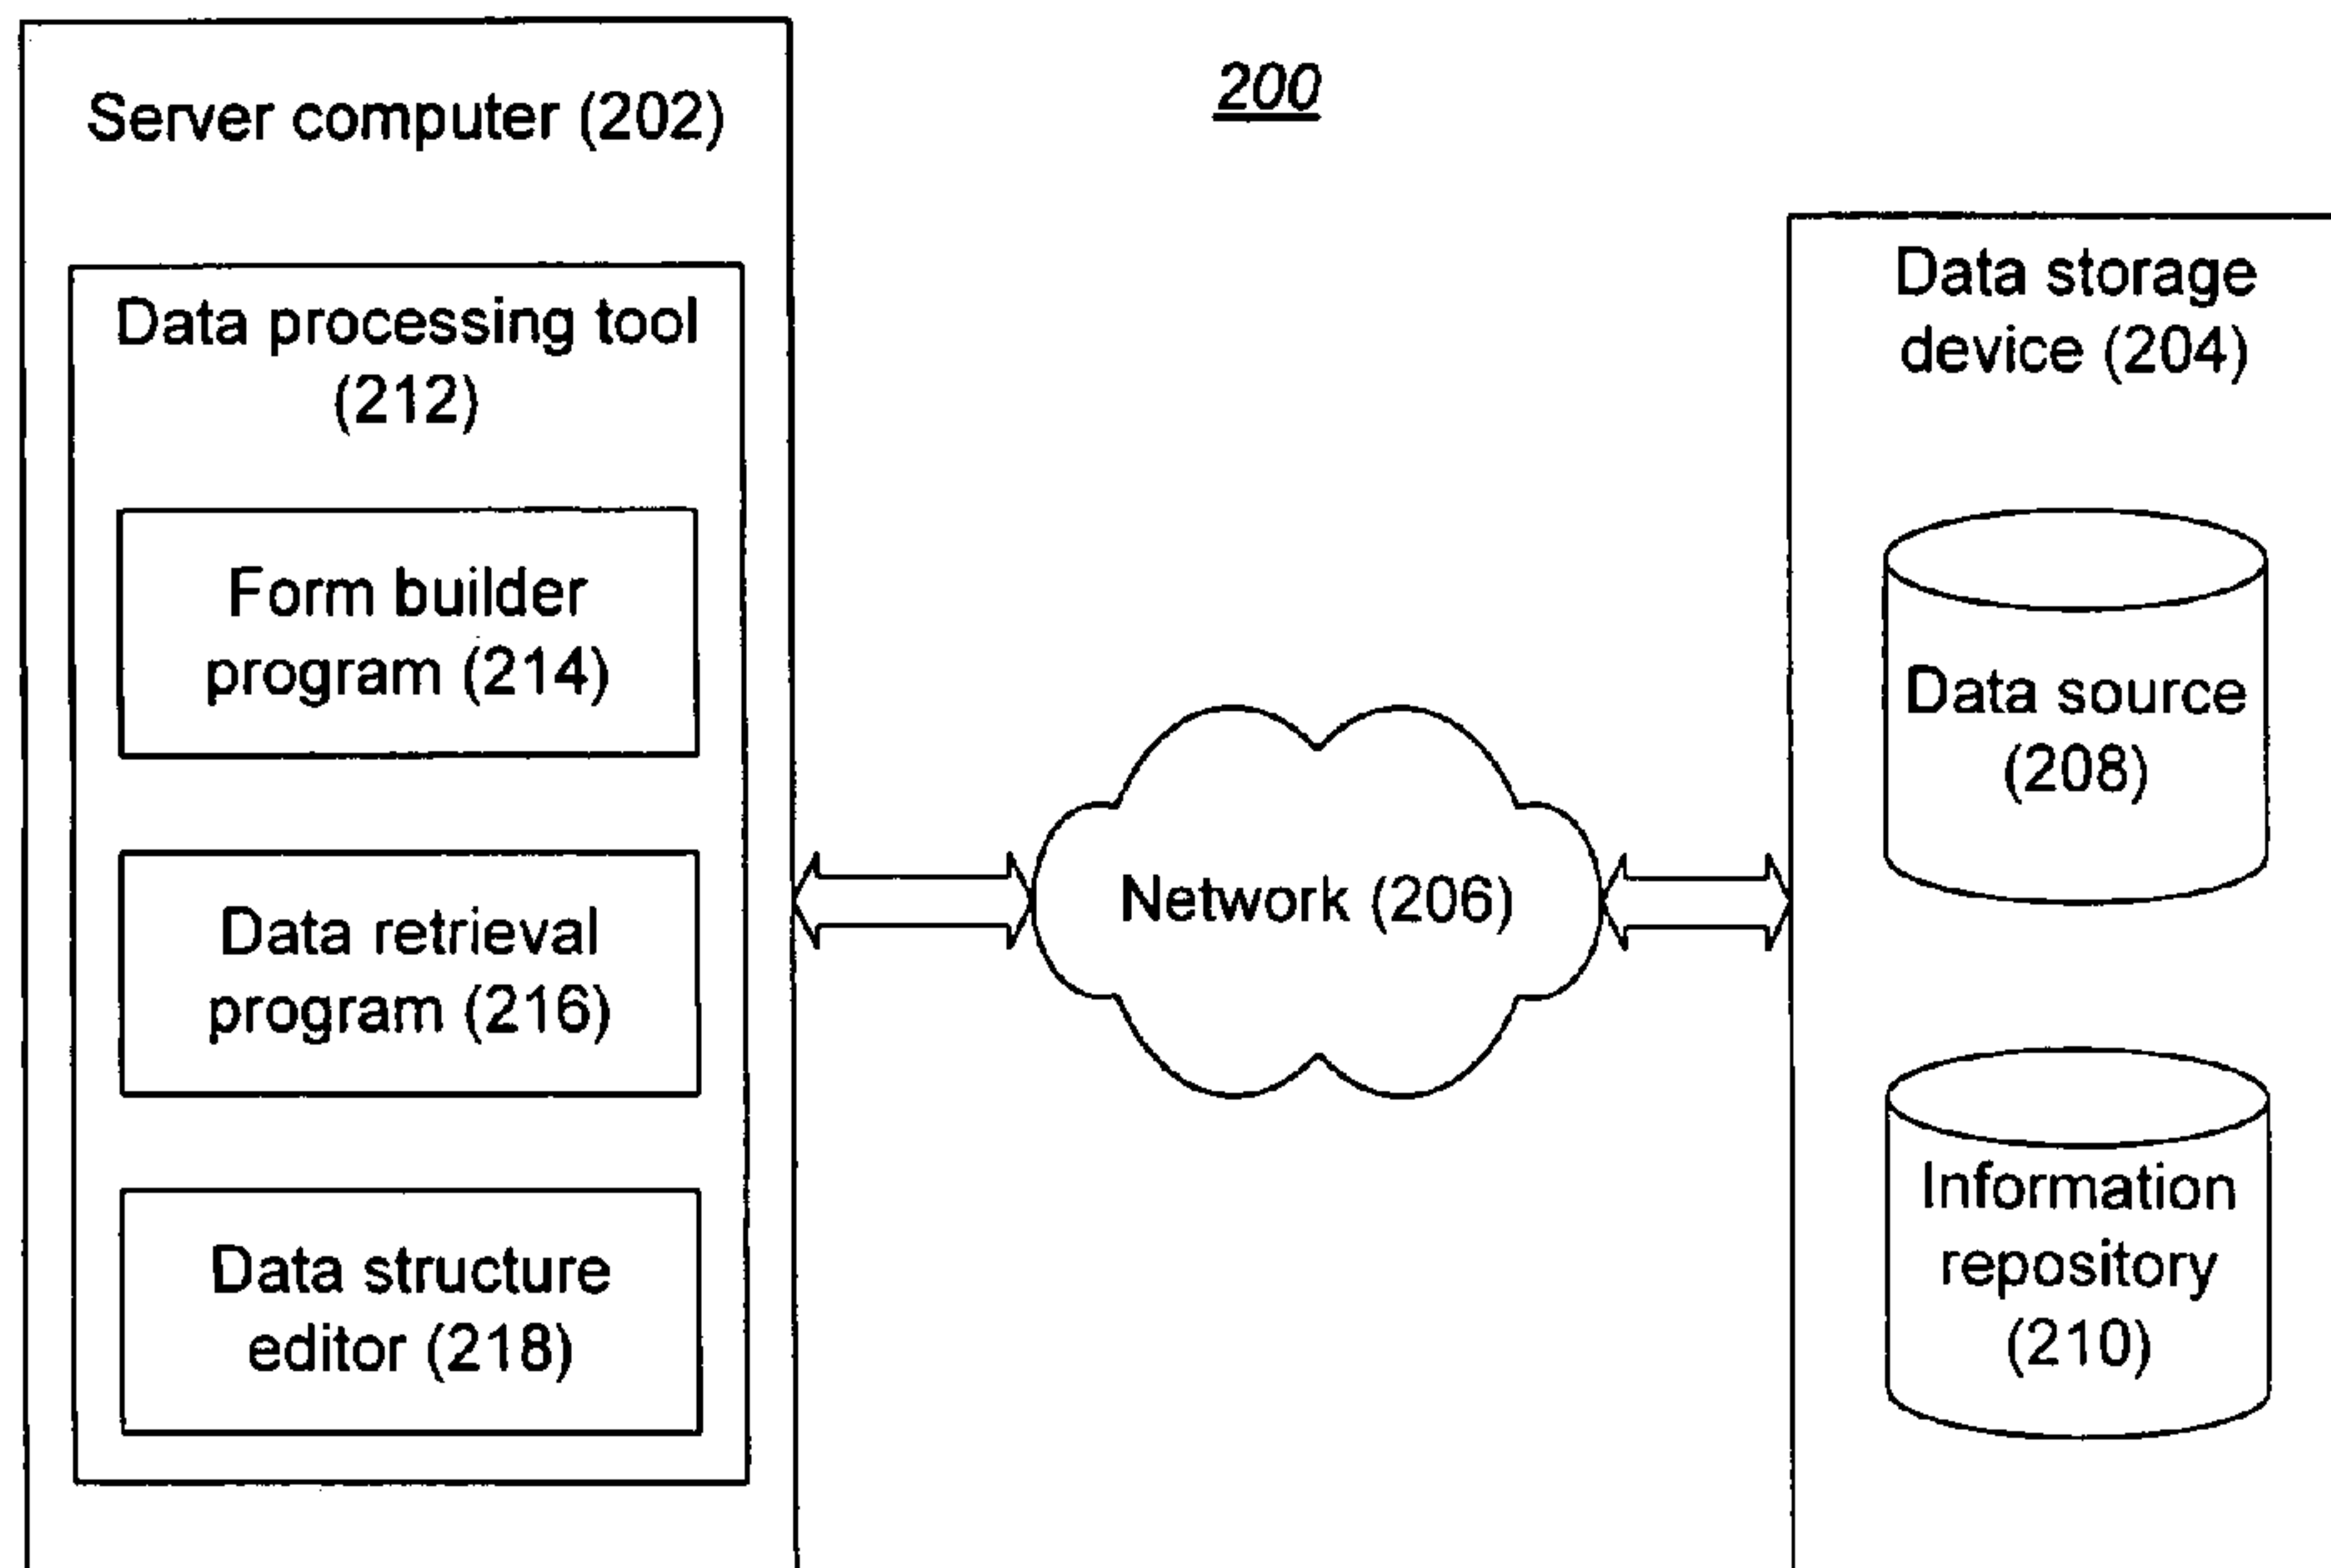 200
Server computer (202)
Data processing tool
(212)
Form builder
program (214)
Data retrieval
program (216)
Data structure
editor (218)
Network (206)
Data storage
device (204)
Data source
(208)
Information
repository
(210)